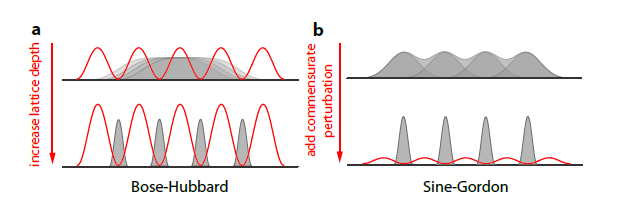 a
increase lattice depth
Bose-Hubbard
b
add commensurate
perturbation
Sine-Gordon